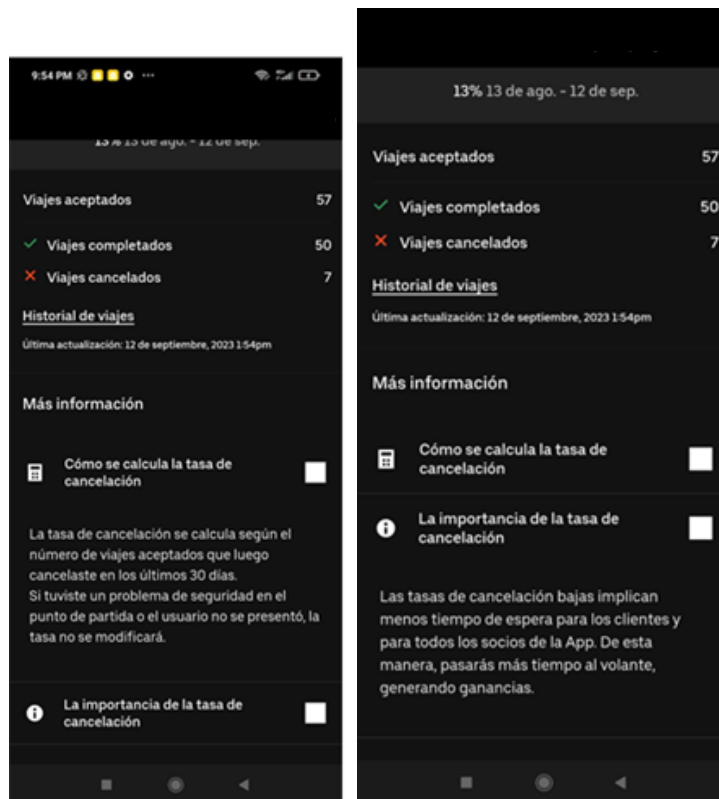 9:54 PM
13% 13 de ago. - 12 de sep.
Viajes aceptados 57
Viajes completados 50
Viajes cancelados 7
Historial de viajes
Última actualización: 12 de septiembre, 2023 1:54pm
Más información
Cómo se calcula la tasa de
cancelación
La tasa de cancelación se calcula según el
número de viajes aceptados que luego
cancelaste en los últimos 30 días.
Si tuviste un problema de seguridad en el
punto de partida o el usuario no se presentó, la
tasa no se modificará.
La importancia de la tasa de
cancelación
13% 13 de ago. - 12 de sep.
Viajes aceptados 57
Viajes completados 50
Viajes cancelados 7
Historial de viajes
Última actualización: 12 de septiembre, 2023 1:54pm
Más información
Cómo se calcula la tasa de
cancelación
La importancia de la tasa de
cancelación
Las tasas de cancelación bajas implican
menos tiempo de espera para los clientes y
para todos los socios de la App. De esta
manera, pasarás más tiempo al volante,
generando ganancias.